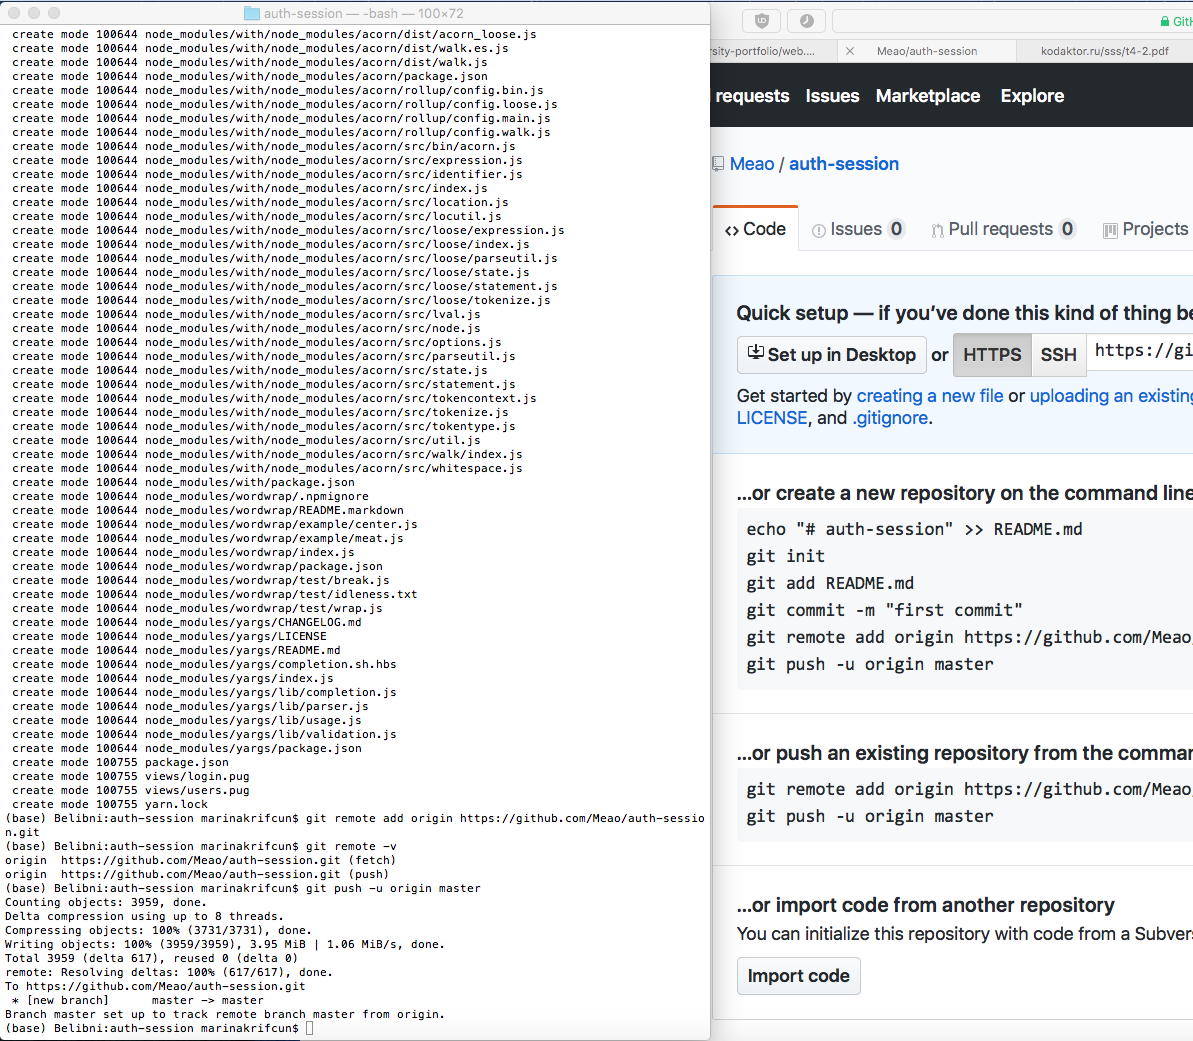 auth-session — -bash — 100×72
create mode 100644 node_modules/with/node_modules/acorn/dist/acorn_loose.js
create mode 100644 node_modules/with/node_modules/acorn/dist/walk.es.js
create mode 100644 node_modules/with/node_modules/acorn/dist/walk.js
create mode 100644 node_modules/with/node_modules/acorn/package.json
create mode 100644 node_modules/with/node_modules/acorn/rollup/config.bin.js
create mode 100644 node_modules/with/node_modules/acorn/rollup/config.loose.js
create mode 100644 node_modules/with/node_modules/acorn/rollup/config.main.js
create mode 100644 node_modules/with/node_modules/acorn/rollup/config.walk.js
create mode 100644 node_modules/with/node_modules/acorn/src/bin/acorn.js
create mode 100644 node_modules/with/node_modules/acorn/src/expression.js
create mode 100644 node_modules/with/node_modules/acorn/src/identifier.js
create mode 100644 node_modules/with/node_modules/acorn/src/index.js
create mode 100644 node_modules/with/node_modules/acorn/src/location.js
create mode 100644 node_modules/with/node_modules/acorn/src/locutil.js
create mode 100644 node_modules/with/node_modules/acorn/src/loose/expression.js
create mode 100644 node_modules/with/node_modules/acorn/src/loose/index.js
create mode 100644 node_modules/with/node_modules/acorn/src/loose/parseutil.js
create mode 100644 node_modules/with/node_modules/acorn/src/loose/state.js
create mode 100644 node_modules/with/node_modules/acorn/src/loose/statement.js
create mode 100644 node_modules/with/node_modules/acorn/src/loose/tokenize.js
create mode 100644 node_modules/with/node_modules/acorn/src/lval.js
create mode 100644 node_modules/with/node_modules/acorn/src/node.js
create mode 100644 node_modules/with/node_modules/acorn/src/options.js
create mode 100644 node_modules/with/node_modules/acorn/src/parseutil.js
create mode 100644 node_modules/with/node_modules/acorn/src/state.js
create mode 100644 node_modules/with/node_modules/acorn/src/statement.js
create mode 100644 node_modules/with/node_modules/acorn/src/tokencontext.js
create mode 100644 node_modules/with/node_modules/acorn/src/tokenize.js
create mode 100644 node_modules/with/node_modules/acorn/src/tokentype.js
create mode 100644 node_modules/with/node_modules/acorn/src/util.js
create mode 100644 node_modules/with/node_modules/acorn/src/walk/index.js
create mode 100644 node_modules/with/node_modules/acorn/src/whitespace.js
create mode 100644 node_modules/with/package.json
create mode 100644 node_modules/wordwrap/.npmignore
create mode 100644 node_modules/wordwrap/README.markdown
create mode 100644 node_modules/wordwrap/example/center.js
create mode 100644 node_modules/wordwrap/example/meat.js
create mode 100644 node_modules/wordwrap/index.js
create mode 100644 node_modules/wordwrap/package.json
create mode 100644 node_modules/wordwrap/test/break.js
create mode 100644 node_modules/wordwrap/test/idleness.txt
create mode 100644 node_modules/wordwrap/test/wrap.js
create mode 100644 node_modules/yargs/CHANGELOG.md
create mode 100644 node_modules/yargs/LICENSE
create mode 100644 node_modules/yargs/README.md
create mode 100644 node_modules/yargs/completion.sh.hbs
create mode 100644 node_modules/yargs/index.js
create mode 100644 node_modules/yargs/lib/completion.js
create mode 100644 node_modules/yargs/lib/parser.js
create mode 100644 node_modules/yargs/lib/usage.js
create mode 100644 node_modules/yargs/lib/validation.js
create mode 100644 node_modules/yargs/package.json
create mode 100755 package.json
create mode 100755 views/login.pug
create mode 100755 views/users.pug
create mode 100755 yarn.lock
(base) Belibni:auth-session marinakrifcun$ git remote add origin https://github.com/Meao/auth-sessio
n.git
(base) Belibni:auth-session marinakrifcun$ git remote -v
origin  https://github.com/Meao/auth-session.git (fetch)
origin  https://github.com/Meao/auth-session.git (push)
(base) Belibni:auth-session marinakrifcun$ git push -u origin master
Counting objects: 3959, done.
Delta compression using up to 8 threads.
Compressing objects: 100% (3731/3731), done.
Writing objects: 100% (3959/3959), 3.95 MiB | 1.06 MiB/s, done.
Total 3959 (delta 617), reused 0 (delta 0)
remote: Resolving deltas: 100% (617/617), done.
To https://github.com/Meao/auth-session.git
* [new branch]      master -> master
Branch master set up to track remote branch master from origin.
(base) Belibni:auth-session marinakrifcun$
GitH
rsity-portfolio/web.... Meao/auth-session kodaktor.ru/sss/t4-2.pdf
requests Issues Marketplace Explore
Meao / auth-session
Code Issues 0 Pull requests 0 Projects
Quick setup — if you’ve done this kind of thing be
Set up in Desktop or HTTPS SSH https://gi
Get started by creating a new file or uploading an existing
LICENSE, and .gitignore.
…or create a new repository on the command line
echo "# auth-session" >> README.md
git init
git add README.md
git commit -m "first commit"
git remote add origin https://github.com/Meao/
git push -u origin master
…or push an existing repository from the comman
git remote add origin https://github.com/Meao/
git push -u origin master
…or import code from another repository
You can initialize this repository with code from a Subvers
Import code